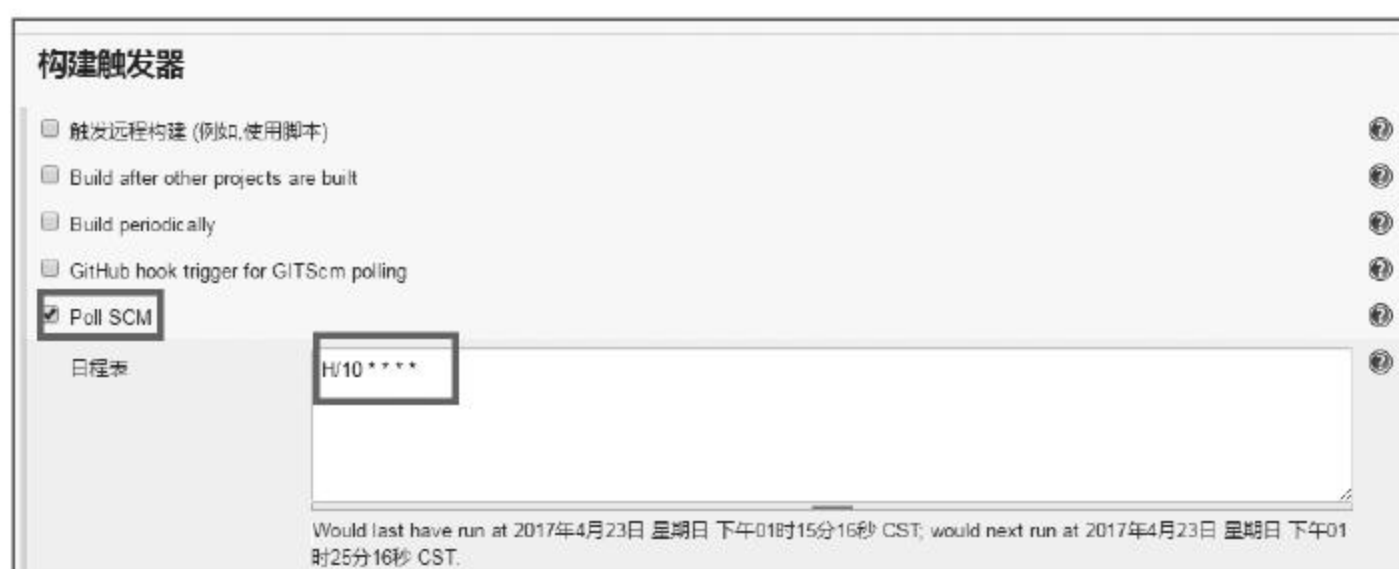 构建触发器
触发远程构建 (例如,使用脚本)
Build after other projects are built
Build periodically
GitHub hook trigger for GITScm polling
Poll SCM
日程表
H/10 * * * *
Would last have run at 2017年4月23日 星期日 下午01时15分16秒 CST; would next run at 2017年4月23日 星期日 下午01
时25分16秒 CST.